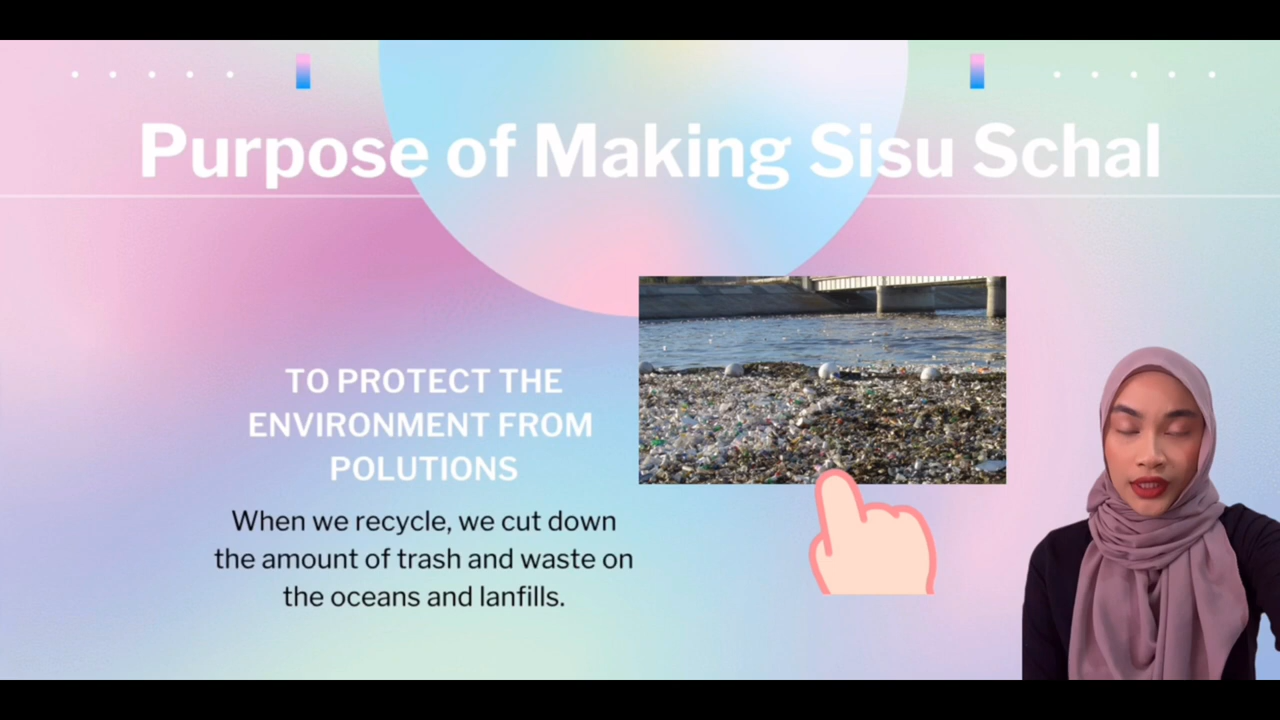 Purpose of Making Sisu Schal
TO PROTECT THE
ENVIRONMENT FROM
POLUTIONS
When we recycle, we cut down
the amount of trash and waste on
the oceans and lanfills.